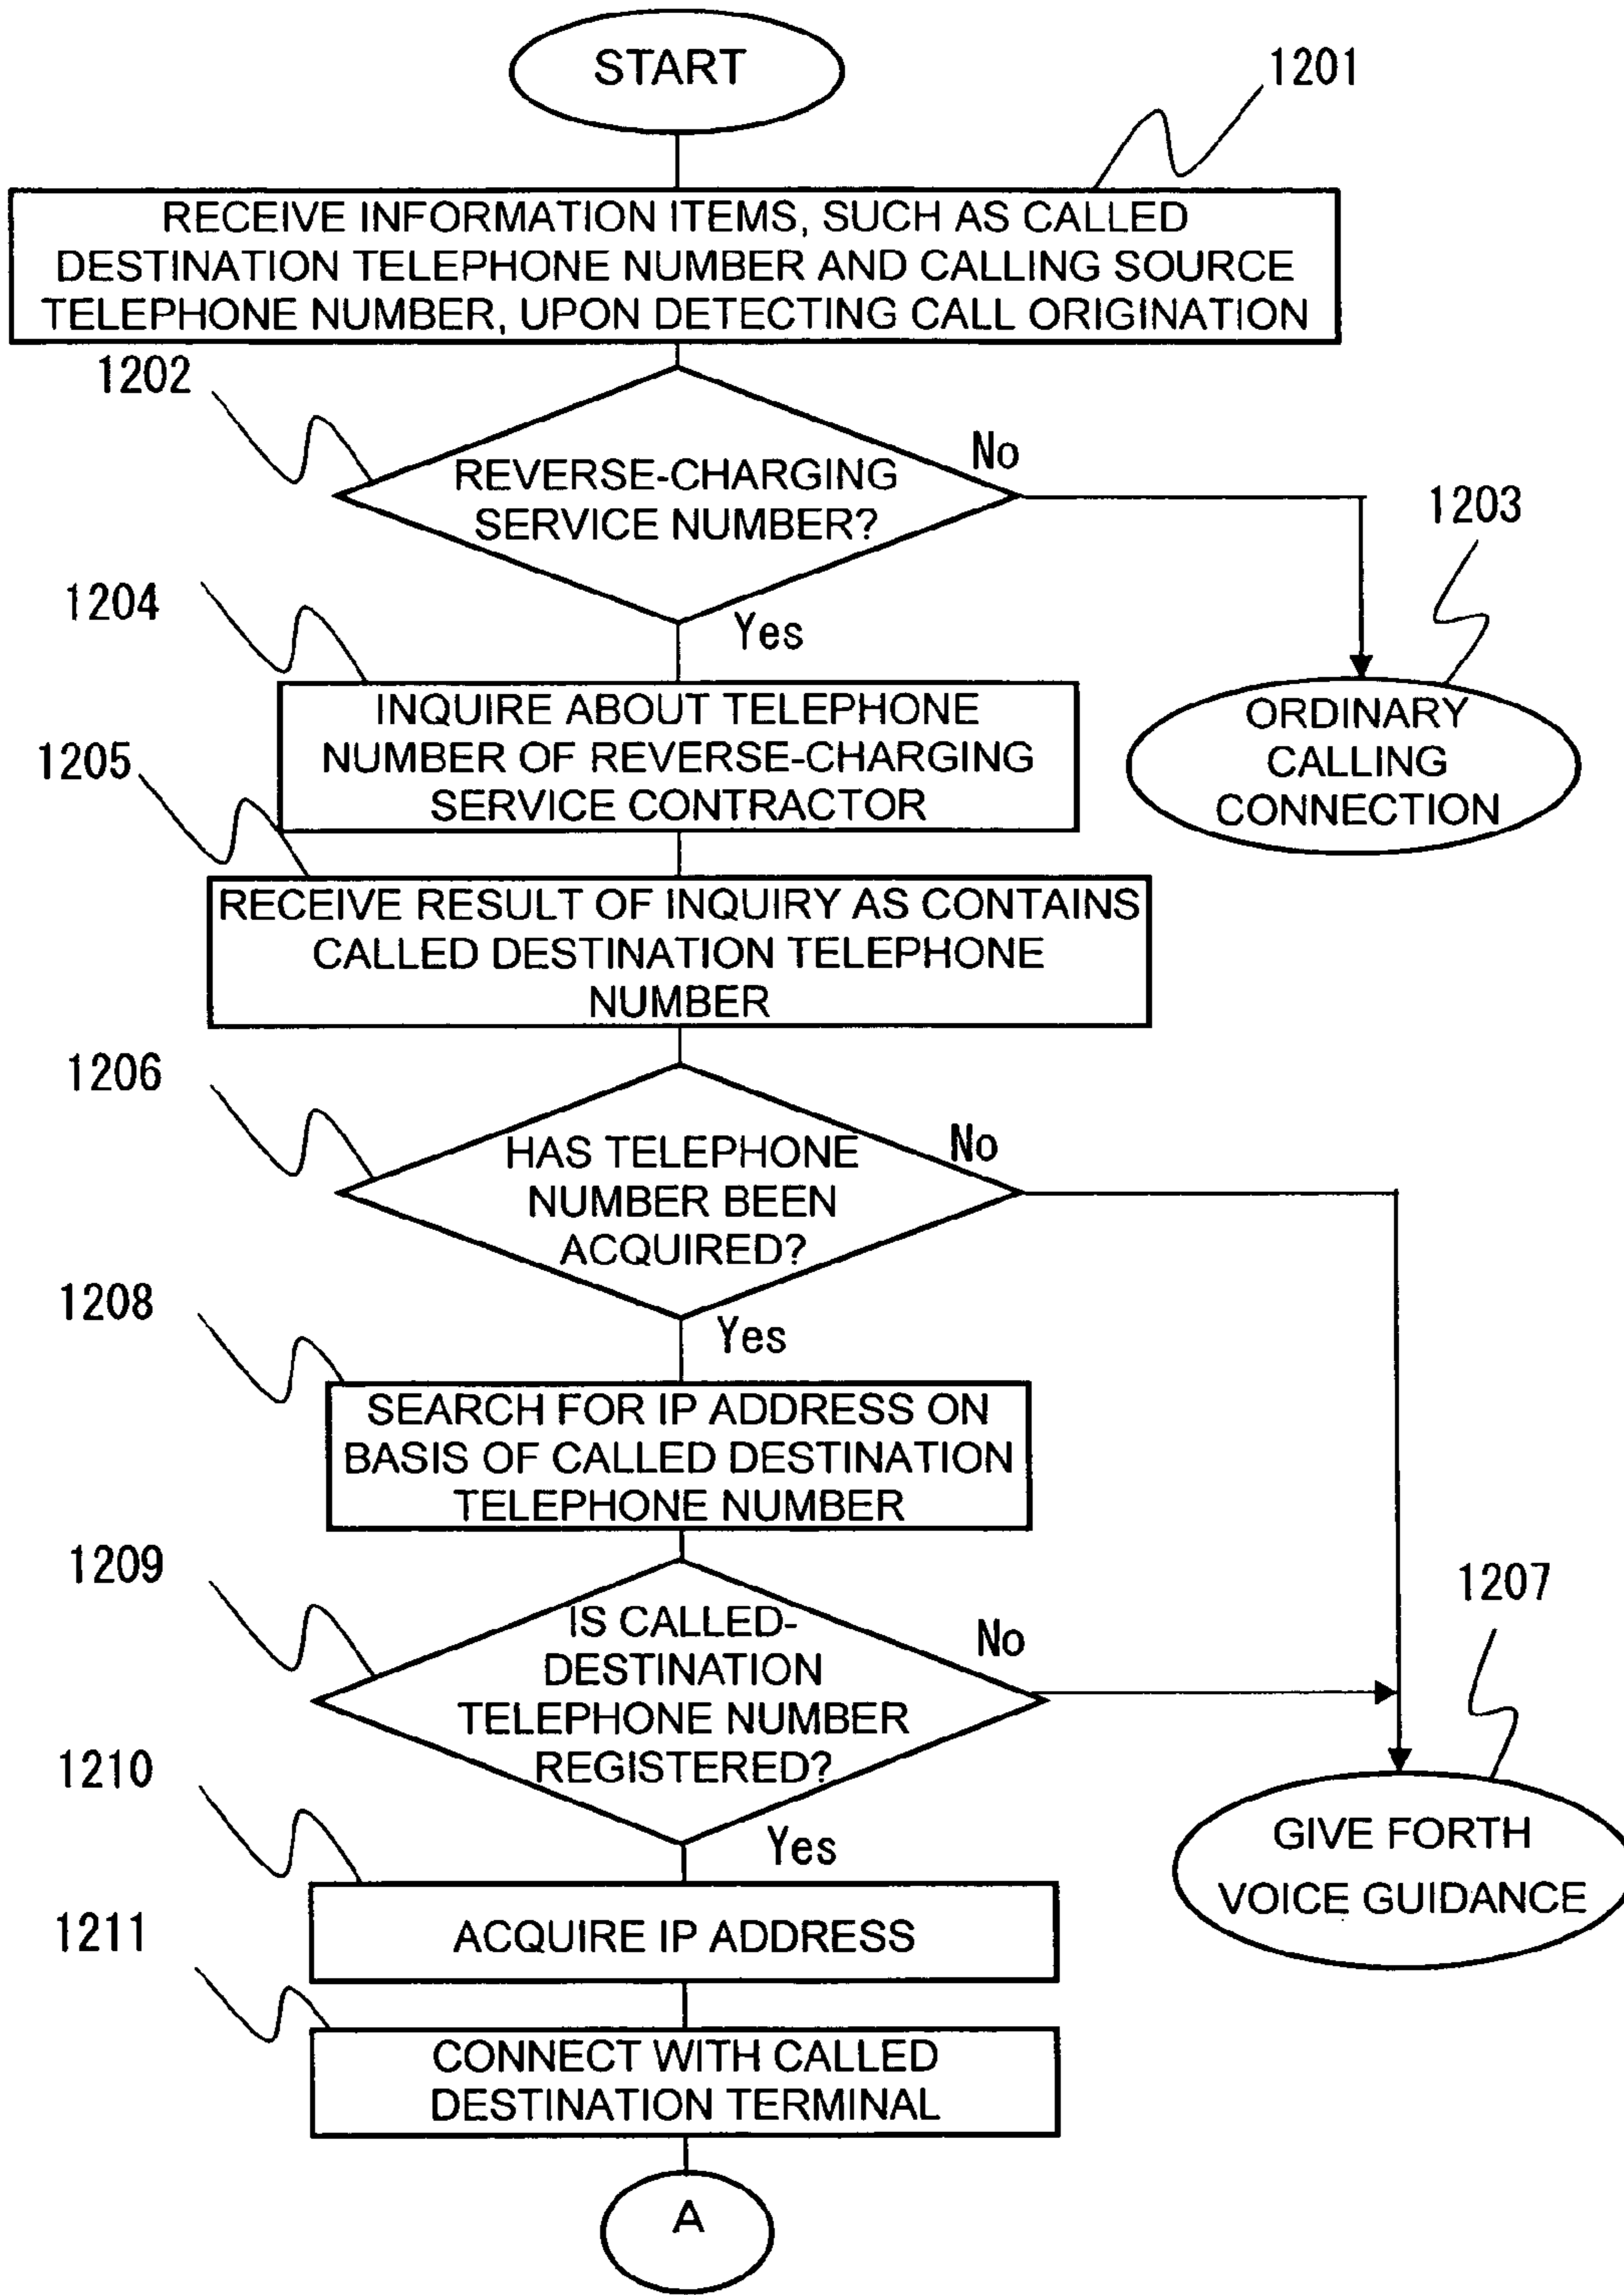 START
1201
RECEIVE INFORMATION ITEMS, SUCH AS CALLED
DESTINATION TELEPHONE NUMBER AND CALLING SOURCE
TELEPHONE NUMBER, UPON DETECTING CALL ORIGINATION
1202
No
REVERSE-CHARGING
SERVICE NUMBER?
1203
1204
Yes
INQUIRE ABOUT TELEPHONE
NUMBER OF REVERSE-CHARGING
SERVICE CONTRACTOR
ORDINARY
CALLING
CONNECTION
1205
RECEIVE RESULT OF INQUIRY AS CONTAINS
CALLED DESTINATION TELEPHONE
NUMBER
1206
No
HAS TELEPHONE
NUMBER BEEN
ACQUIRED?
1208
Yes
SEARCH FOR IP ADDRESS ON
BASIS OF CALLED DESTINATION
TELEPHONE NUMBER
1209
1207
No
IS CALLED-
DESTINATION
TELEPHONE NUMBER
REGISTERED?
1210
Yes
GIVE FORTH
VOICE GUIDANCE
ACQUIRE IP ADDRESS
1211
CONNECT WITH CALLED
DESTINATION TERMINAL
A